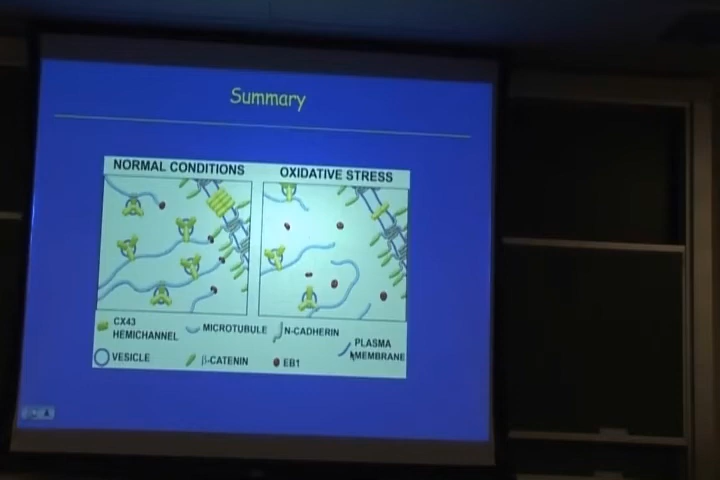 Summary
NORMAL CONDITIONS
OXIDATIVE STRESS
CX43
HEMICHANNEL
MICROTUBULE
N-CADHERIN
PLASMA
MEMBRANE
VESICLE
β-CATENIN
EB1